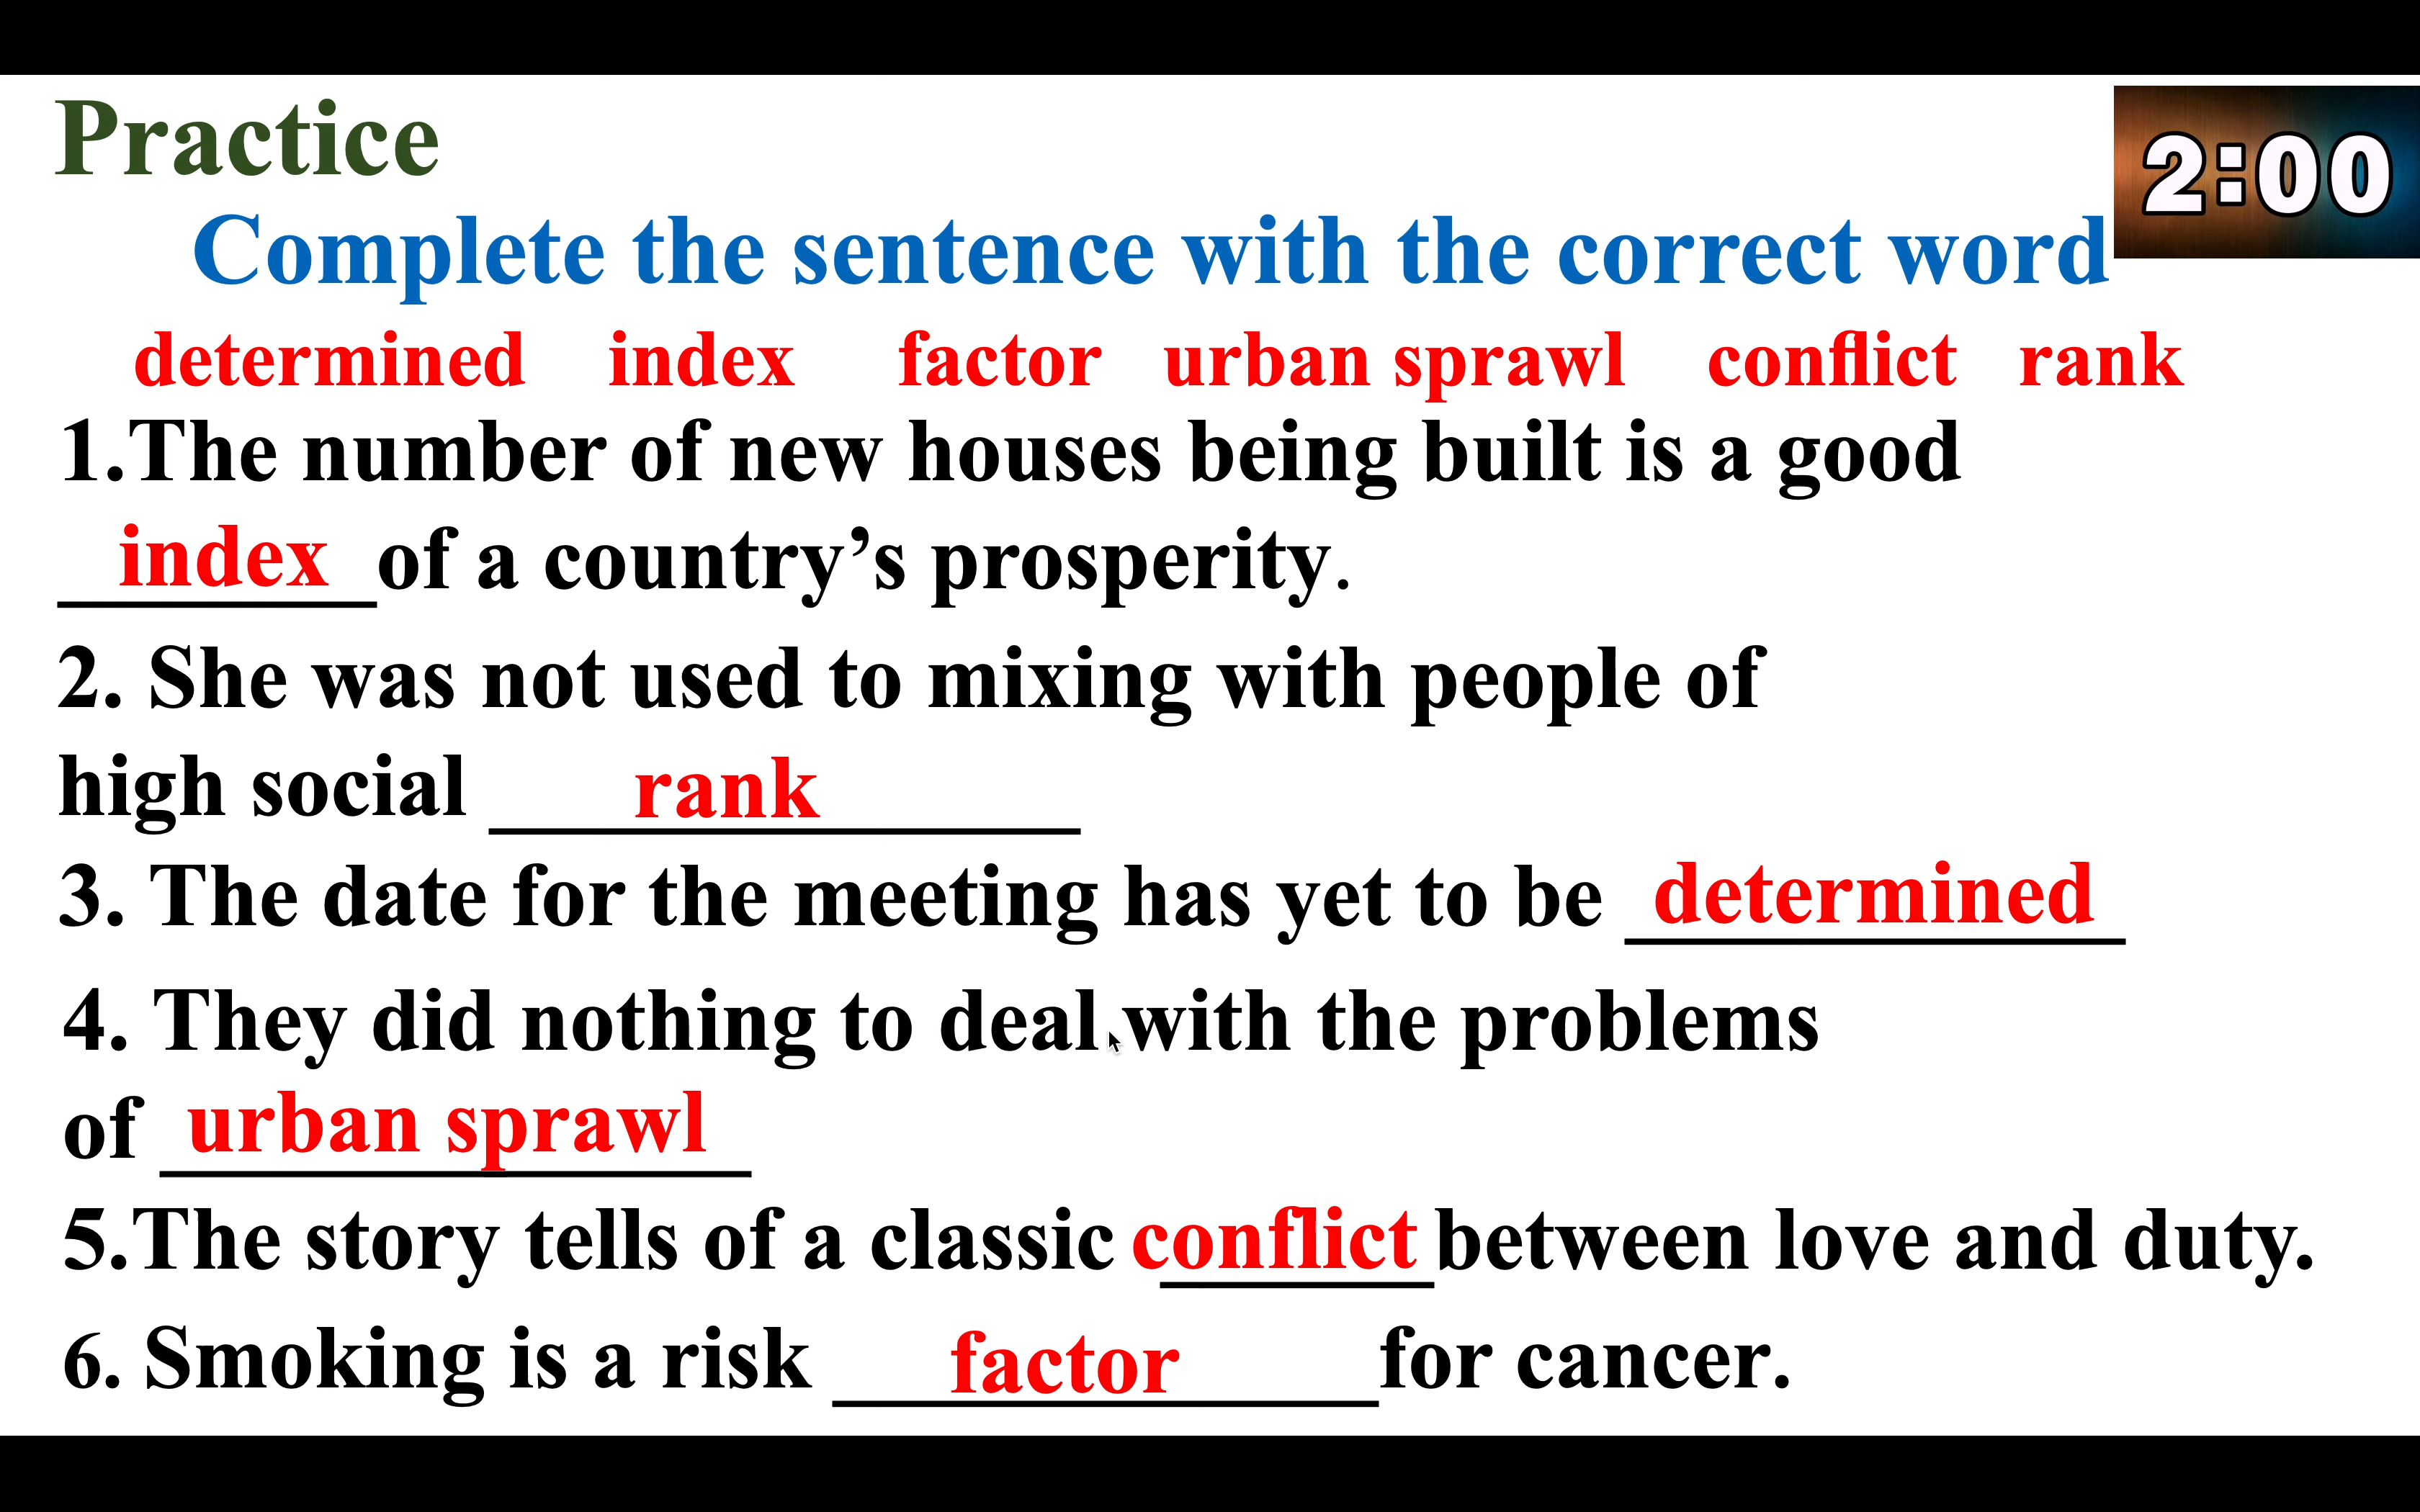 Practice
2:00
Complete the sentence with the correct word
determined index factor urban sprawl conflict rank
1.The number of new houses being built is a good
index of a country’s prosperity.
2. She was not used to mixing with people of
high social rank
3. The date for the meeting has yet to be determined
4. They did nothing to deal with the problems
of urban sprawl
5.The story tells of a classic conflict between love and duty.
6. Smoking is a risk factor for cancer.